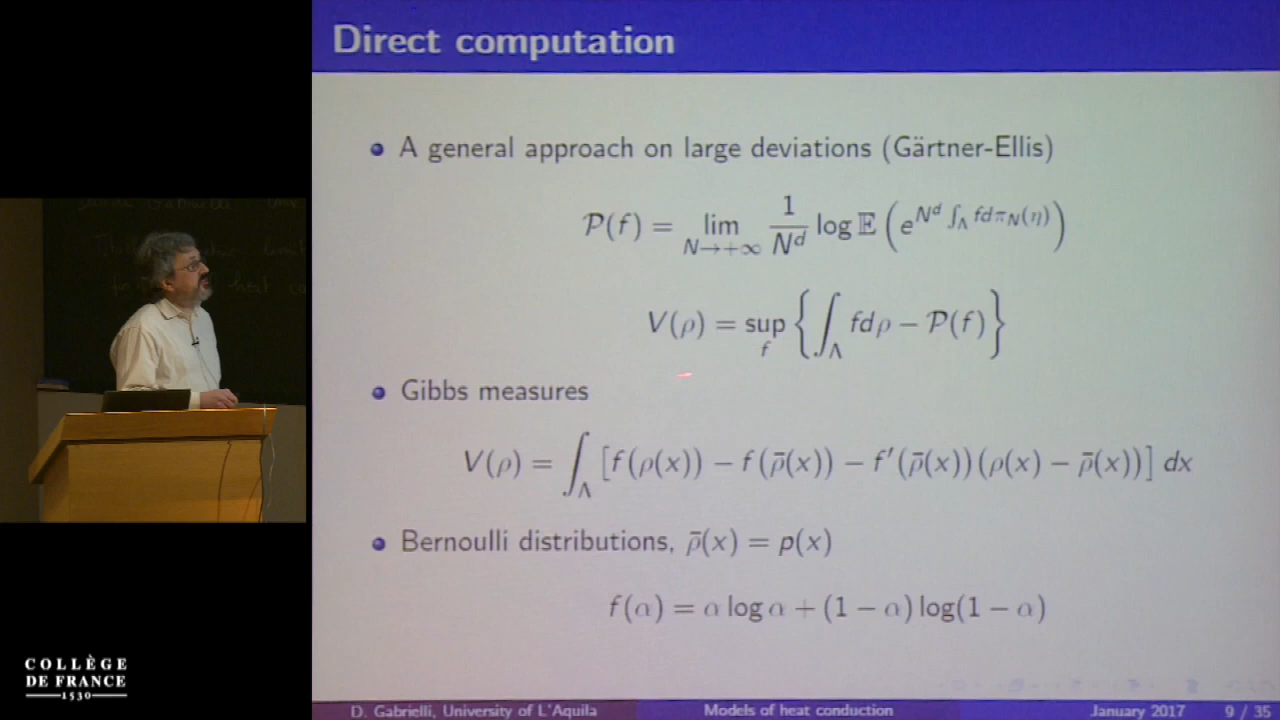 Direct computation
A general approach on large deviations (Gärtner-Ellis)
𝒫(f) = lim_{N→+∞} 1/N^d log 𝔼 ( e^{N^d ∫_Λ f dπ_N(η)} )
V(ρ) = sup_f { ∫_Λ f dρ − 𝒫(f) }
Gibbs measures
V(ρ) = ∫_Λ [f(ρ(x)) − f(ρ̄(x)) − f′(ρ̄(x))(ρ(x) − ρ̄(x))] dx
Bernoulli distributions, ρ̄(x) = p(x)
f(α) = α log α + (1 − α) log(1 − α)
COLLÈGE
DE FRANCE
1530
D. Gabrielli, University of L'Aquila Models of heat conduction January 2017 9 / 35